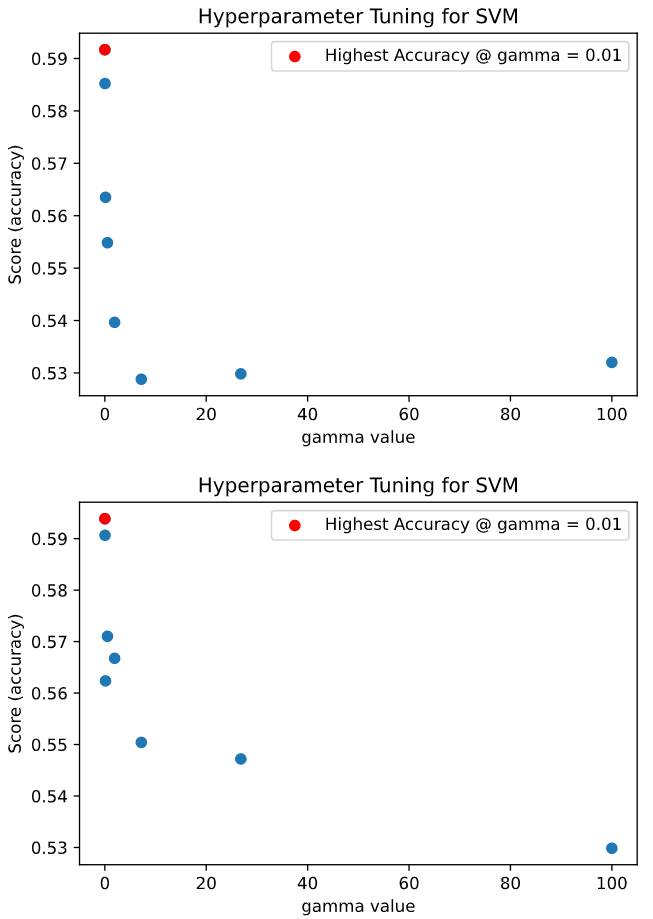 Hyperparameter Tuning for SVM
Highest Accuracy @ gamma = 0.01
Score (accuracy)
0.59
0.58
0.57
0.56
0.55
0.54
0.53
0 20 40 60 80 100
gamma value
Hyperparameter Tuning for SVM
Highest Accuracy @ gamma = 0.01
Score (accuracy)
0.59
0.58
0.57
0.56
0.55
0.54
0.53
0 20 40 60 80 100
gamma value